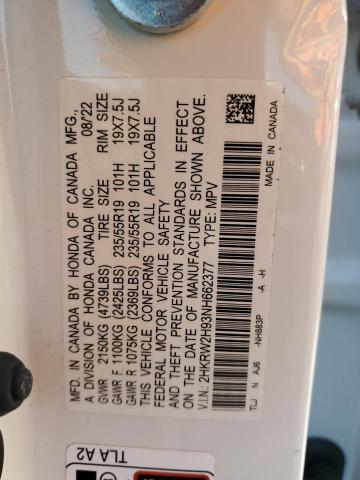 MFD. IN CANADA BY HONDA OF CANADA MFG.,
A DIVISION OF HONDA CANADA INC. 08/22
TIRE SIZE RIM SIZE
GVWR 2150KG (4739LBS)
GAWR F 1100KG (2425LBS) 235/55R19 101H 19X7.5J
GAWR R 1075KG (2369LBS) 235/55R19 101H 19X7.5J
THIS VEHICLE CONFORMS TO ALL APPLICABLE
FEDERAL MOTOR VEHICLE SAFETY
AND THEFT PREVENTION STANDARDS IN EFFECT
ON THE DATE OF MANUFACTURE SHOWN ABOVE.
V.I.N.: 2HKRW2H93NH662377 TYPE: MPV
-NH883P -A -H
N AJ6
MADE IN CANADA
TLA A2